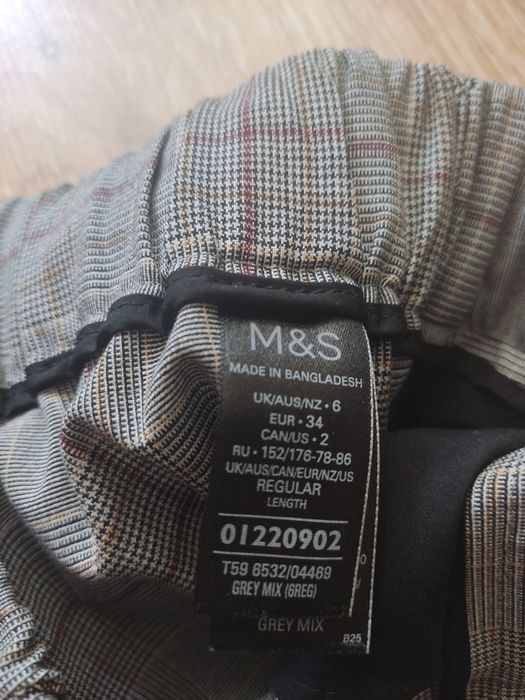 M&S
MADE IN BANGLADESH
UK/AUS/NZ • 6
EUR • 34
CAN/US • 2
RU • 152/176-78-86
UK/AUS/CAN/EUR/NZ/US
REGULAR
LENGTH
01220902
T59 6532/04469
GREY MIX (6REG)
GREY MIX
B25